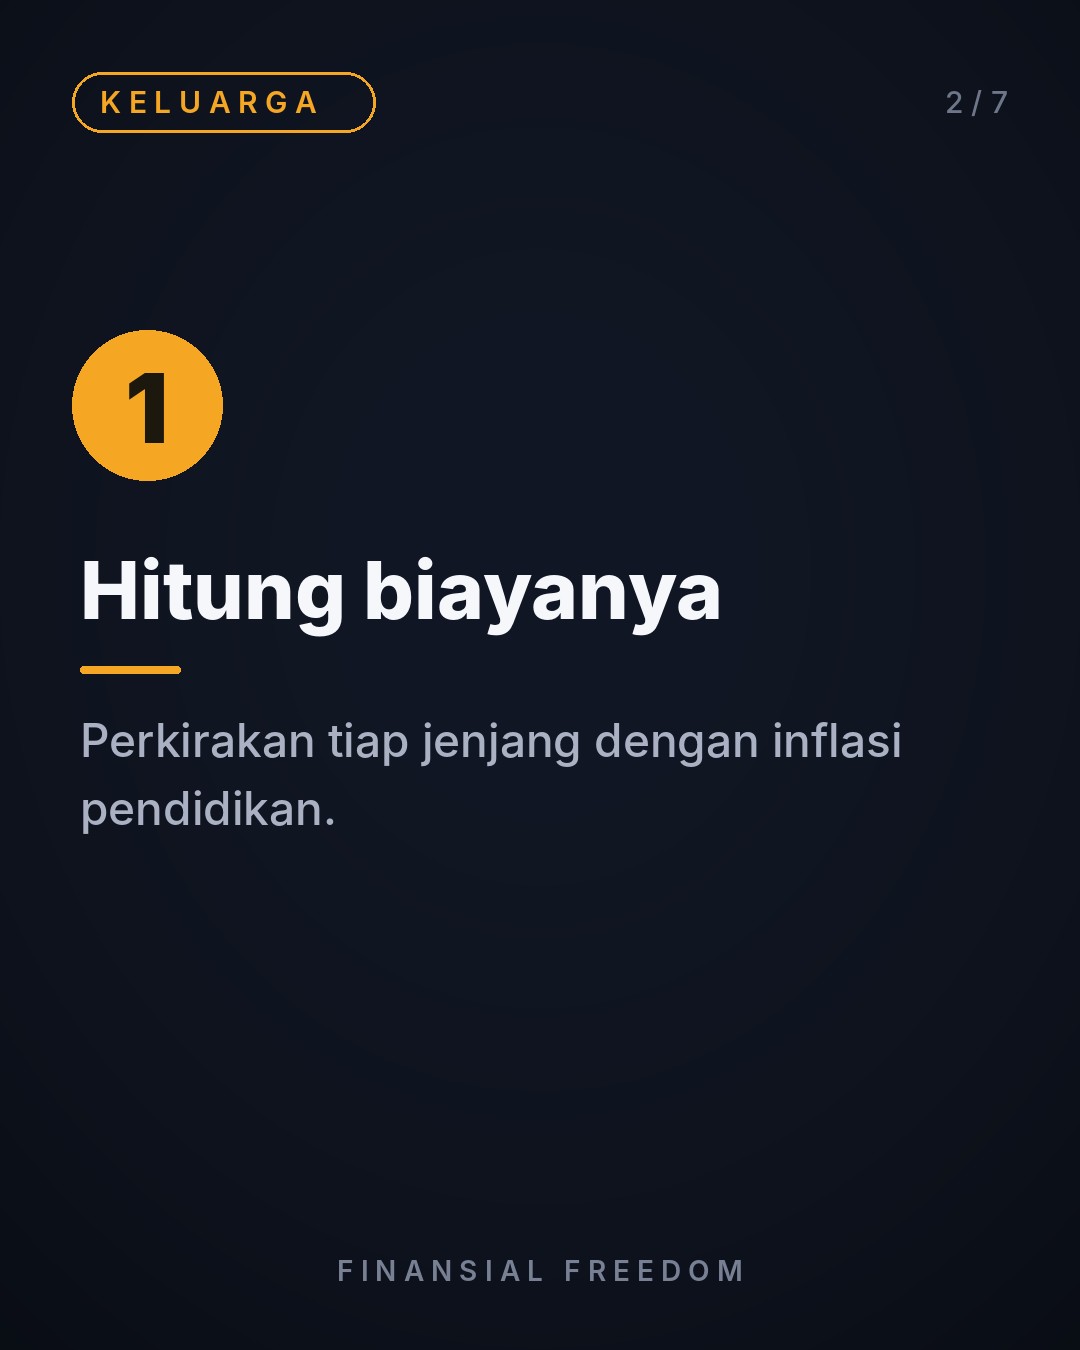 KELUARGA
2 / 7
1
Hitung biayanya
Perkirakan tiap jenjang dengan inflasi
pendidikan.
FINANSIAL FREEDOM